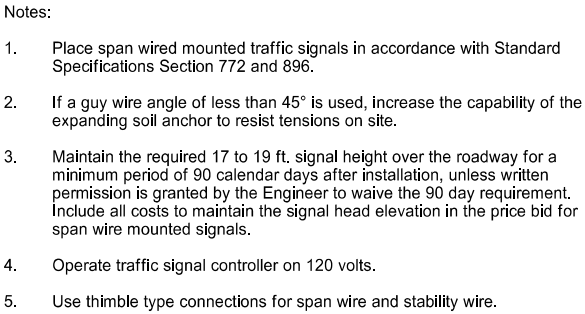 Notes:
1. Place span wired mounted traffic signals in accordance with Standard
Specifications Section 772 and 896.
2. If a guy wire angle of less than 45° is used, increase the capability of the
expanding soil anchor to resist tensions on site.
3. Maintain the required 17 to 19 ft. signal height over the roadway for a
minimum period of 90 calendar days after installation, unless written
permission is granted by the Engineer to waive the 90 day requirement.
Include all costs to maintain the signal head elevation in the price bid for
span wire mounted signals.
4. Operate traffic signal controller on 120 volts.
5. Use thimble type connections for span wire and stability wire.